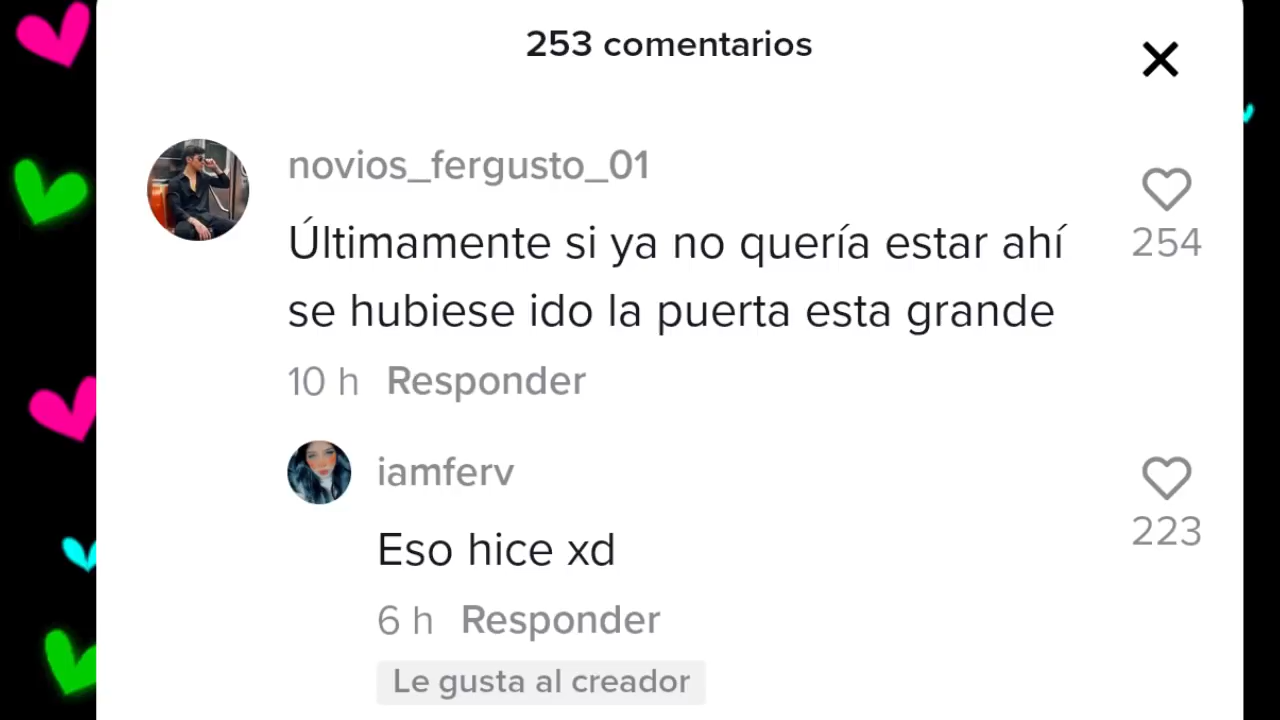 253 comentarios
novios_fergusto_01
Últimamente si ya no quería estar ahí
se hubiese ido la puerta esta grande
254
10 h Responder
iamferv
Eso hice xd
223
6 h Responder
Le gusta al creador